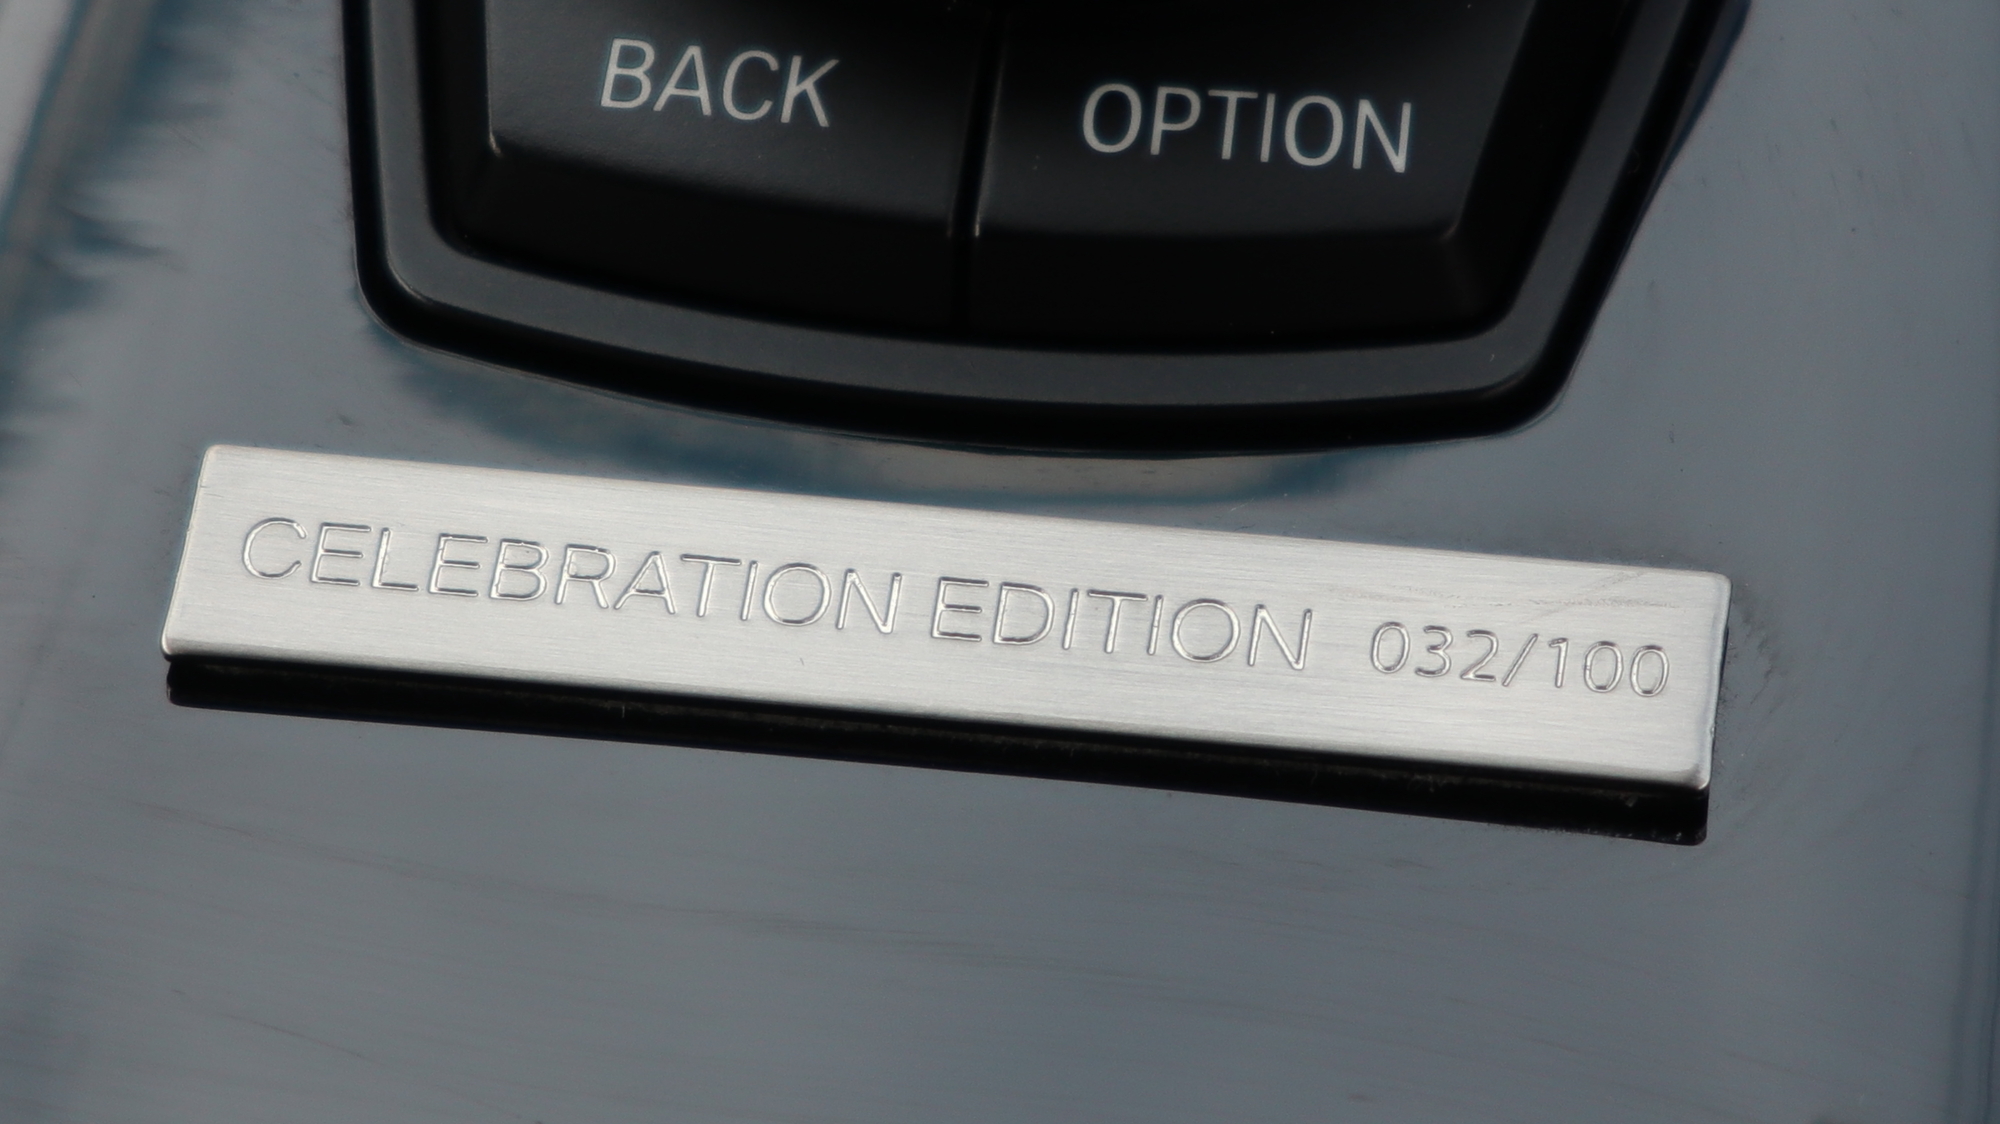 BACK OPTION
CELEBRATION EDITION 032/100